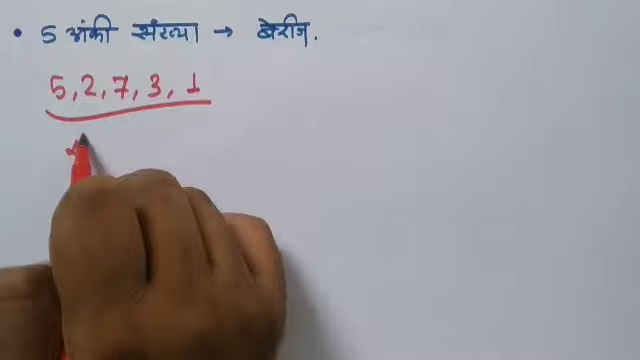 • 5 अंकी संख्या → बेरीज.
5, 2, 7, 3, 1